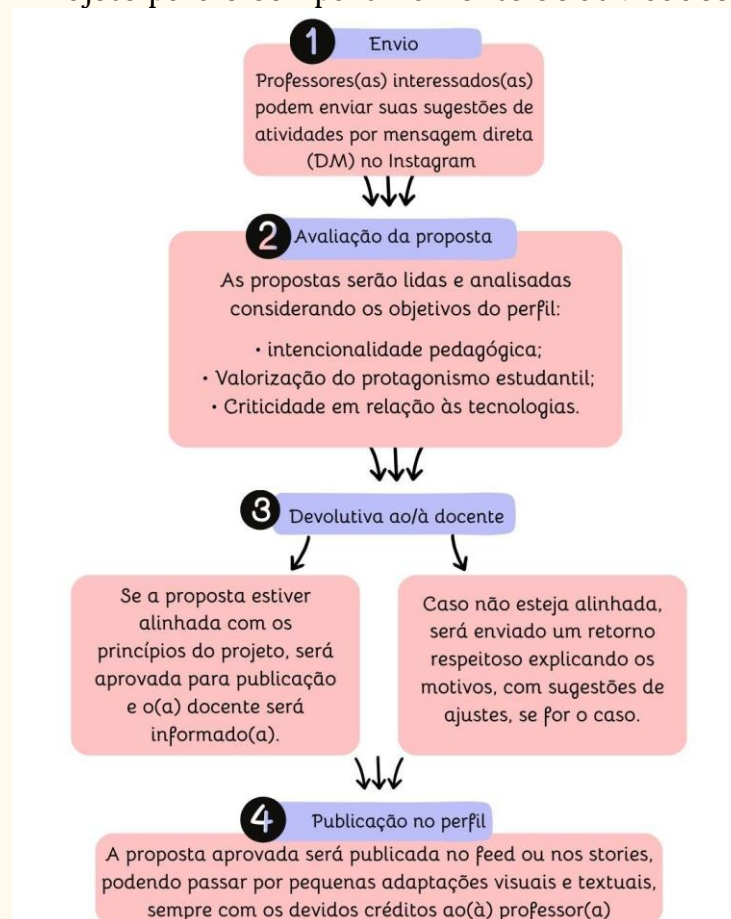 1 Envio
Professores(as) interessados(as)
podem enviar suas sugestões de
atividades por mensagem direta
(DM) no Instagram
2 Avaliação da proposta
As propostas serão lidas e analisadas
considerando os objetivos do perfil:
• intencionalidade pedagógica;
• Valorização do protagonismo estudantil;
• Criticidade em relação às tecnologias.
3 Devolutiva ao/à docente
Se a proposta estiver
alinhada com os
princípios do projeto, será
aprovada para publicação
e o(a) docente será
informado(a).
Caso não esteja alinhada,
será enviado um retorno
respeitoso explicando os
motivos, com sugestões de
ajustes, se for o caso.
4 Publicação no perfil
A proposta aprovada será publicada no feed ou nos stories,
podendo passar por pequenas adaptações visuais e textuais,
sempre com os devidos créditos ao(à) professor(a)